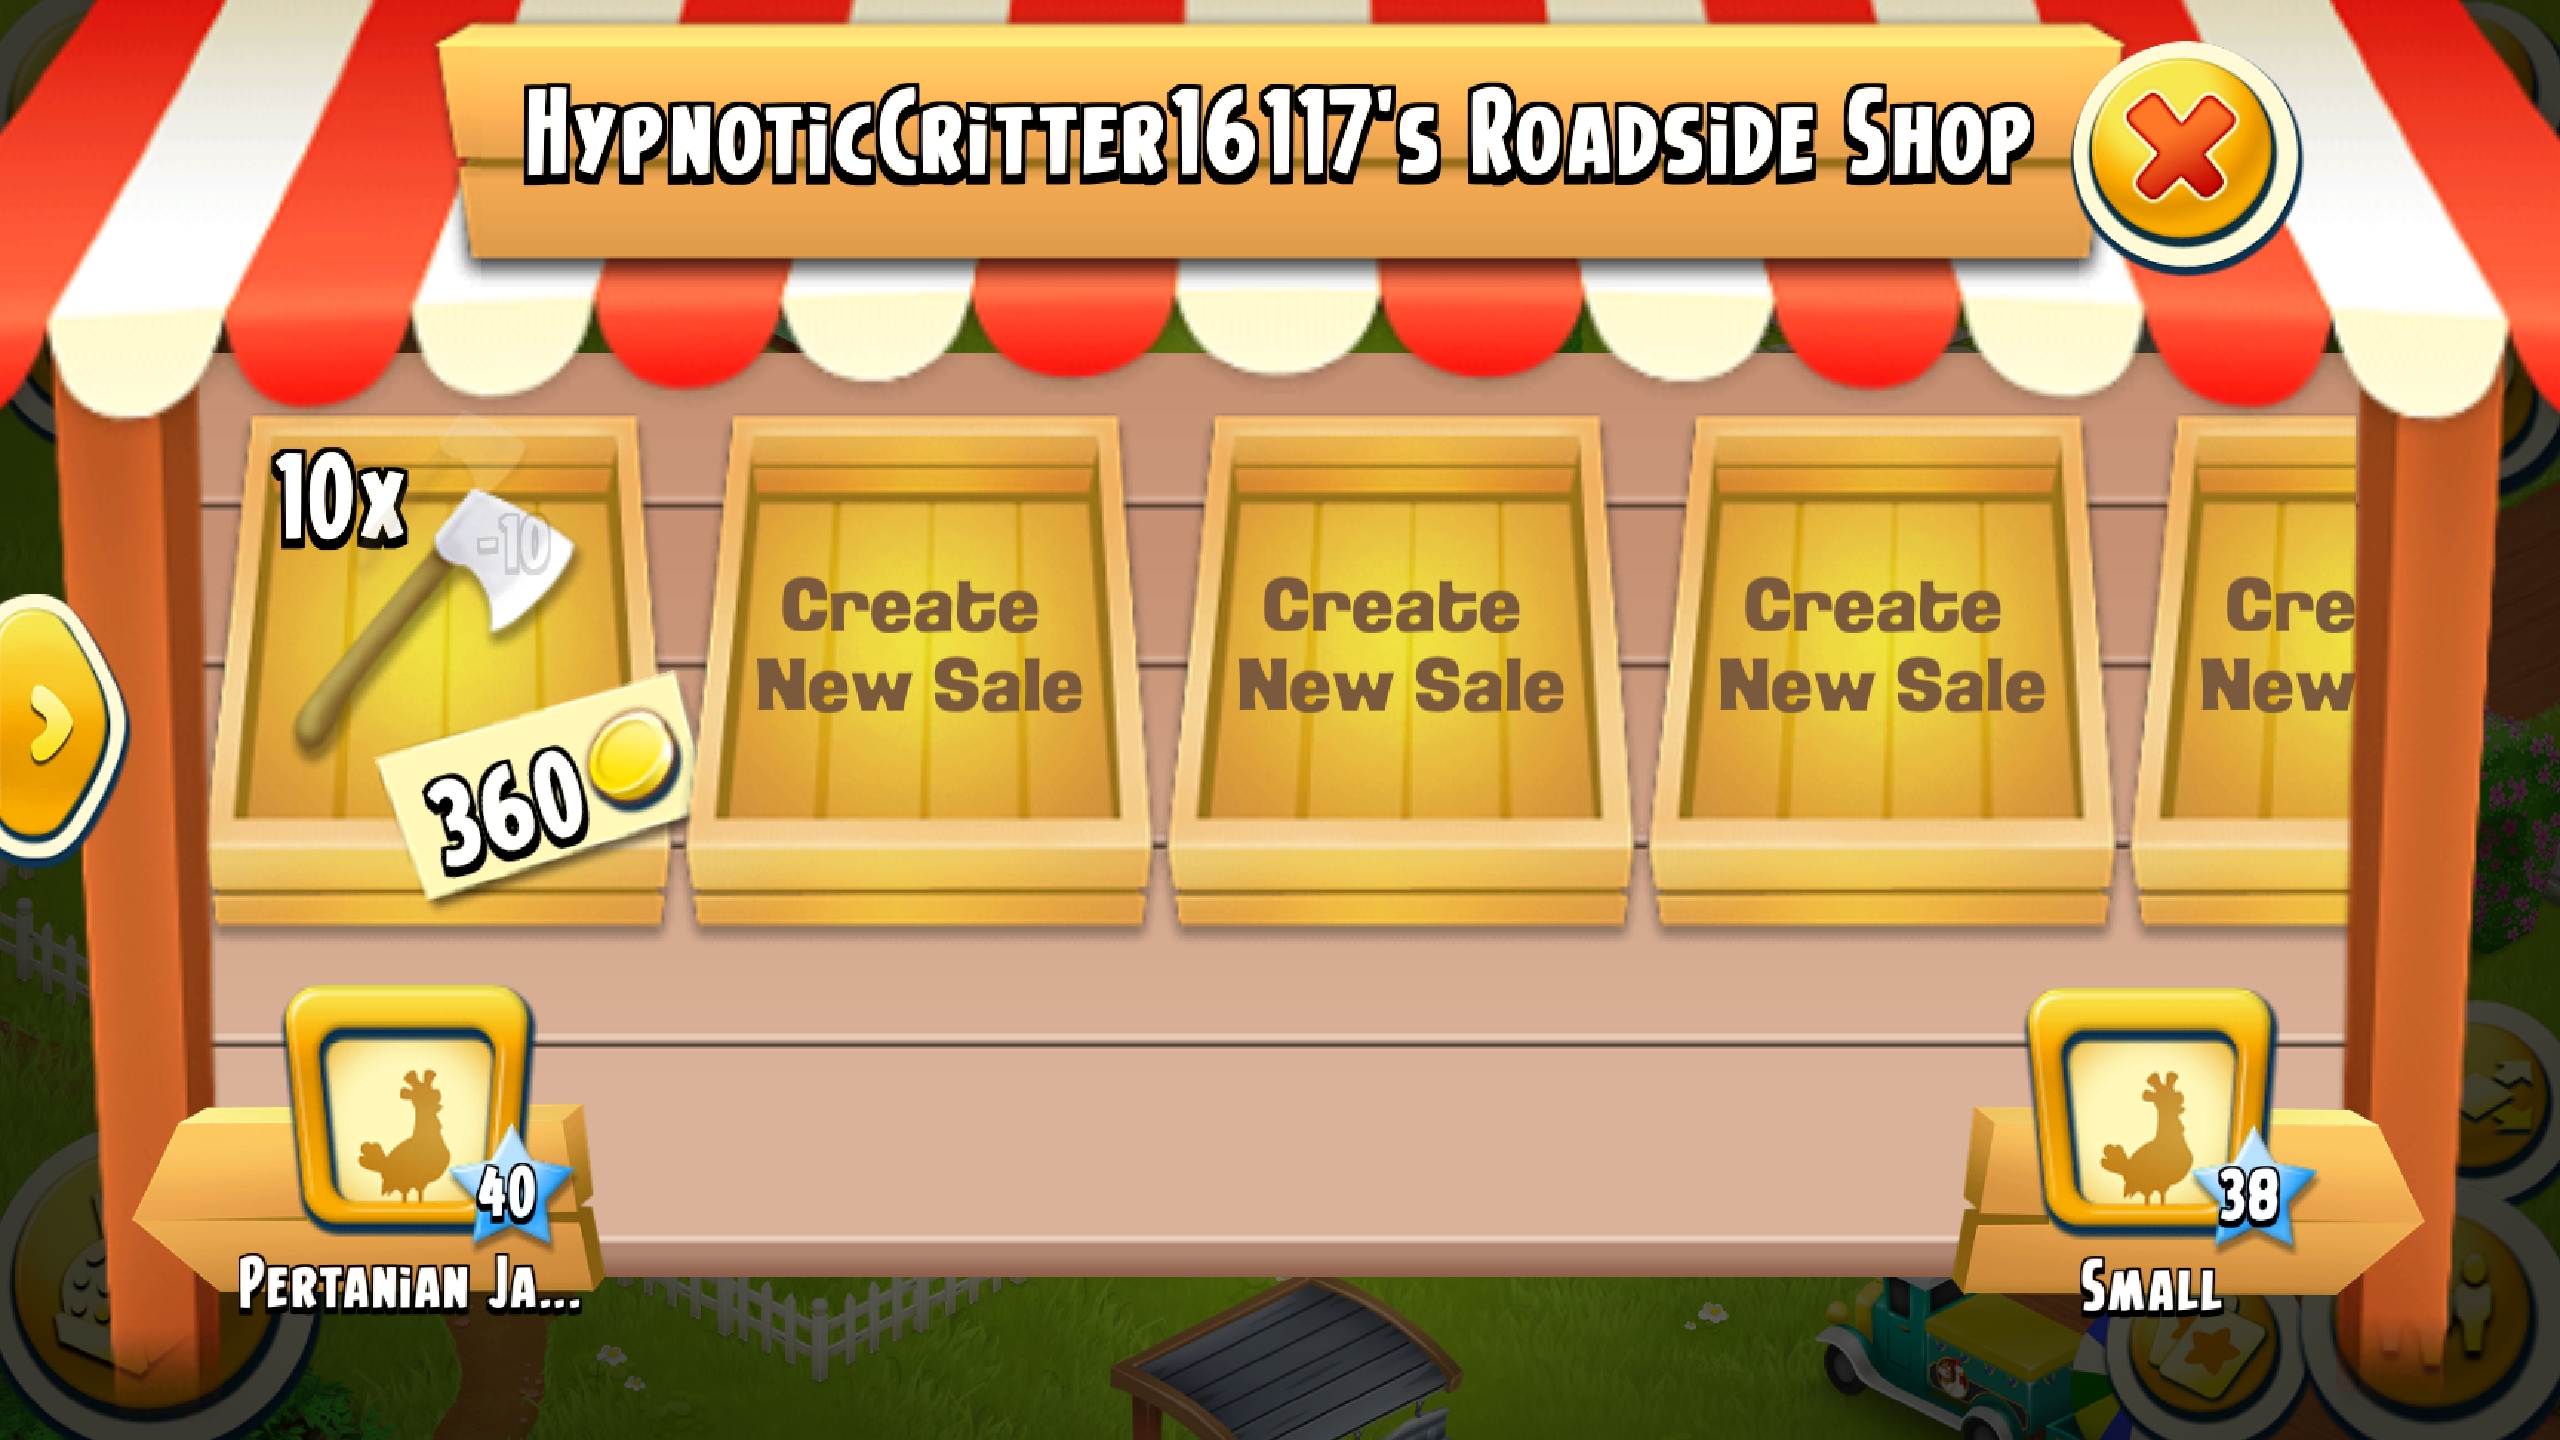 HypnoticCritter16117's Roadside Shop
10x
-10
360
Create
New Sale
Create
New Sale
Create
New Sale
Cre
New
40
Pertanian Ja...
38
Small